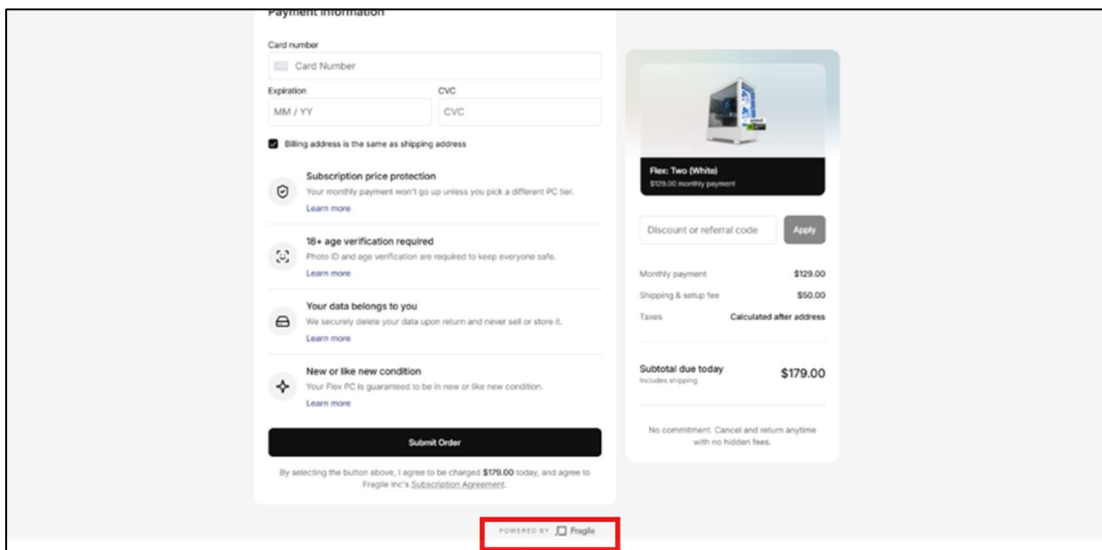 Payment information
Card number
Card Number
Expiration
CVC
MM / YY
CVC
Billing address is the same as shipping address
Subscription price protection
Your monthly payment won't go up unless you pick a different PC tier.
Learn more
18+ age verification required
Photo ID and age verification are required to keep everyone safe.
Learn more
Your data belongs to you
We securely delete your data upon return and never sell or store it.
Learn more
New or like new condition
Your Flex PC is guaranteed to be in new or like new condition.
Learn more
Submit Order
By selecting the button above, I agree to be charged $179.00 today, and agree to
Fragile Inc's Subscription Agreement.
Flex: Two (White)
$129.00 monthly payment
Discount or referral code
Apply
Monthly payment $129.00
Shipping & setup fee $50.00
Taxes Calculated after address
Subtotal due today $179.00
Includes shipping
No commitment. Cancel and return anytime
with no hidden fees.
POWERED BY Fragile